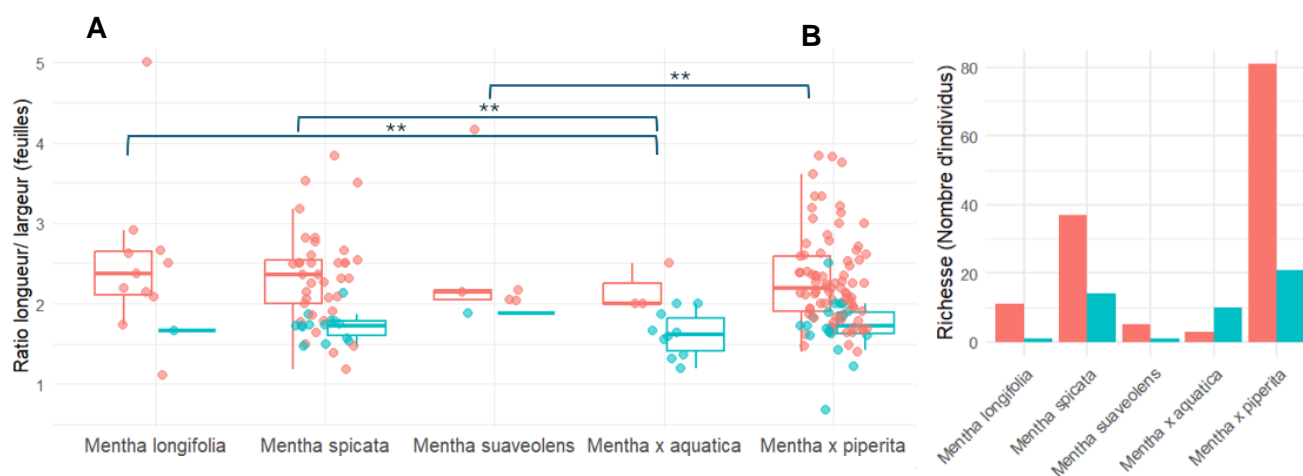 A
Ratio longueur/ largeur (feuilles)
5
4
3
2
1
**
**
**
Mentha longifolia
Mentha spicata
Mentha suaveolens
Mentha x aquatica
Mentha x piperita
B
Richesse (Nombre d'individus)
80
60
40
20
0
Mentha longifolia
Mentha spicata
Mentha suaveolens
Mentha x aquatica
Mentha x piperita